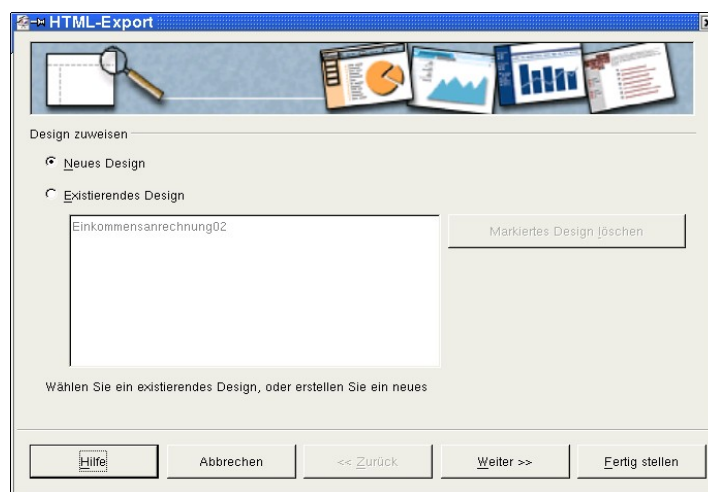 HTML-Export
Design zuweisen
Neues Design
Existierendes Design
Einkommensanrechnung02
Markiertes Design löschen
Wählen Sie ein existierendes Design, oder erstellen Sie ein neues
Hilfe
Abbrechen
<< Zurück
Weiter >>
Fertig stellen